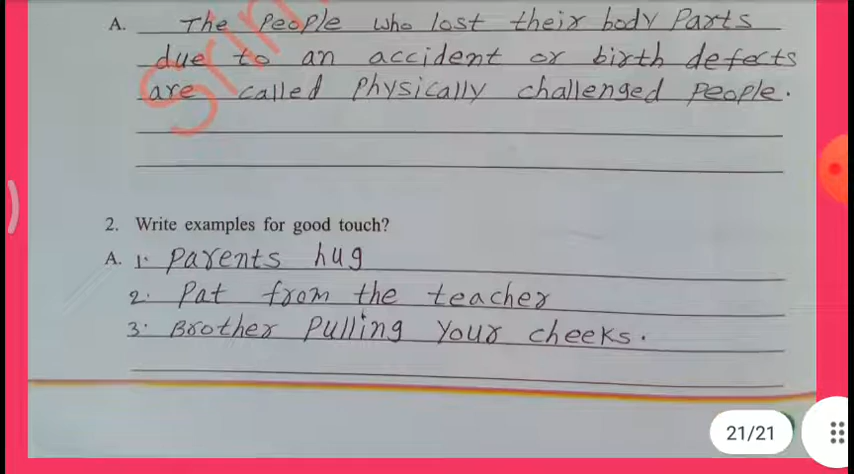 A. The People who lost their body Parts
due to an accident or birth defects
are called Physically challenged People.
2. Write examples for good touch?
A. 1. Parents hug
2. Pat from the teacher
3. Brother Pulling Your cheeks.
21/21